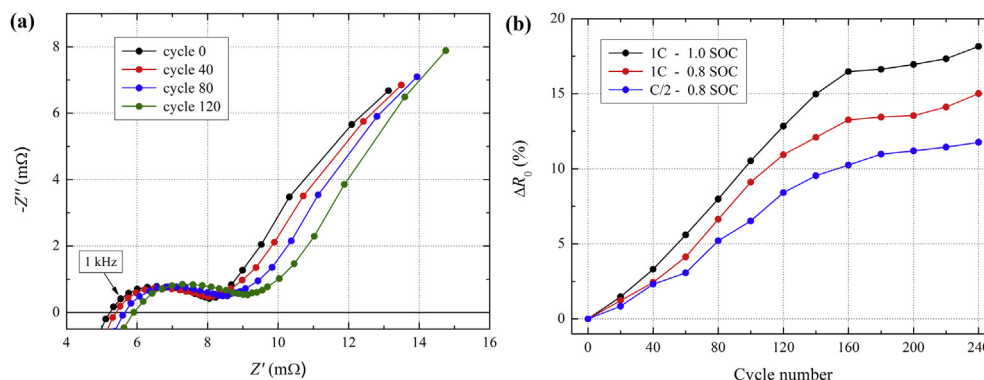 (a)
-Z'' (mΩ)
8
6
4
2
0
cycle 0
cycle 40
cycle 80
cycle 120
1 kHz
4 6 8 10 12 14 16
Z' (mΩ)
(b)
ΔR0 (%)
20
15
10
5
0
1C - 1.0 SOC
1C - 0.8 SOC
C/2 - 0.8 SOC
0 40 80 120 160 200 240
Cycle number